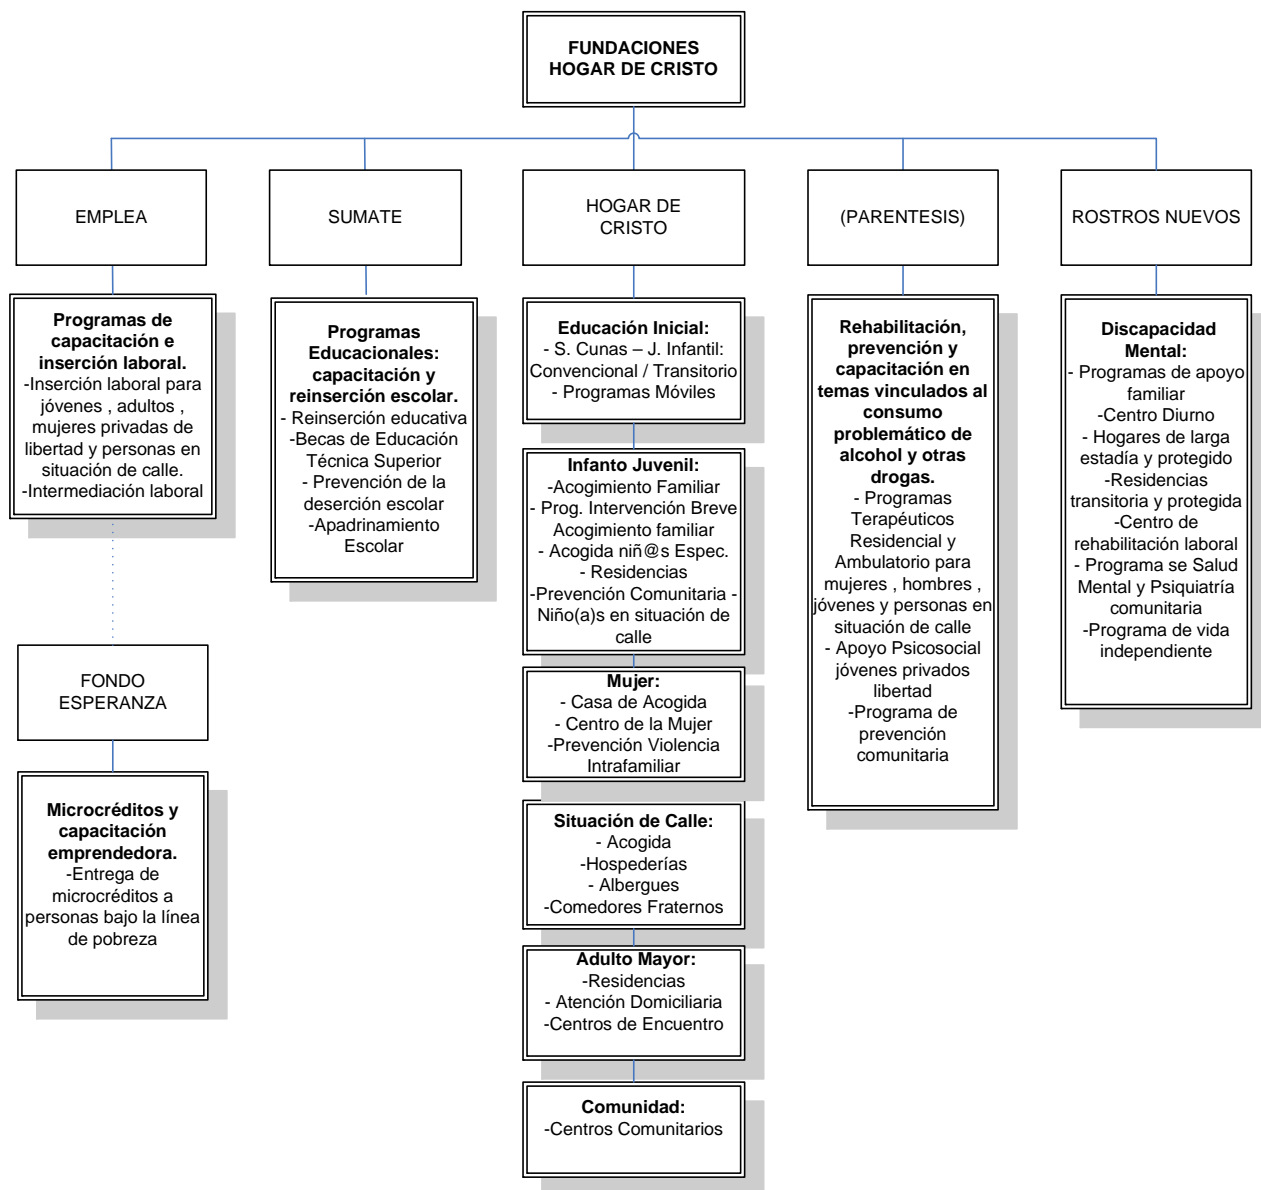 FUNDACIONES
HOGAR DE CRISTO
EMPLEA
SUMATE
HOGAR DE
CRISTO
(PARENTESIS)
ROSTROS NUEVOS
Programas de
capacitación e
inserción laboral.
-Inserción laboral para
jóvenes , adultos ,
mujeres privadas de
libertad y personas en
situación de calle.
-Intermediación laboral
FONDO
ESPERANZA
Microcréditos y
capacitación
emprendedora.
-Entrega de
microcréditos a
personas bajo la línea
de pobreza
Programas
Educacionales:
capacitación y
reinserción escolar.
- Reinserción educativa
-Becas de Educación
Técnica Superior
- Prevención de la
deserción escolar
-Apadrinamiento
Escolar
Educación Inicial:
- S. Cunas – J. Infantil:
Convencional / Transitorio
- Programas Móviles
Infanto Juvenil:
-Acogimiento Familiar
- Prog. Intervención Breve
Acogimiento familiar
- Acogida niñ@s Espec.
- Residencias
-Prevención Comunitaria -
Niño(a)s en situación de
calle
Mujer:
- Casa de Acogida
- Centro de la Mujer
-Prevención Violencia
Intrafamiliar
Situación de Calle:
- Acogida
-Hospederías
- Albergues
-Comedores Fraternos
Adulto Mayor:
-Residencias
- Atención Domiciliaria
-Centros de Encuentro
Comunidad:
-Centros Comunitarios
Rehabilitación,
prevención y
capacitación en
temas vinculados al
consumo
problemático de
alcohol y otras
drogas.
- Programas
Terapéuticos
Residencial y
Ambulatorio para
mujeres , hombres ,
jóvenes y personas en
situación de calle
- Apoyo Psicosocial
jóvenes privados
libertad
-Programa de
prevención
comunitaria
Discapacidad
Mental:
- Programas de apoyo
familiar
-Centro Diurno
- Hogares de larga
estadía y protegido
-Residencias
transitoria y protegida
-Centro de
rehabilitación laboral
- Programa se Salud
Mental y Psiquiatría
comunitaria
-Programa de vida
independiente